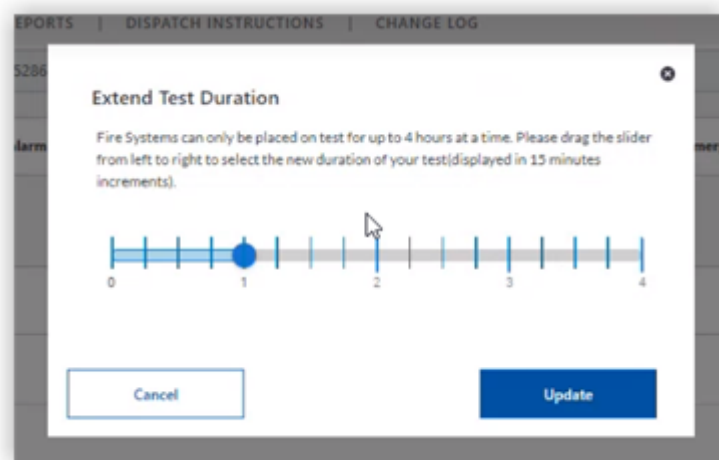 EPORTS | DISPATCH INSTRUCTIONS | CHANGE LOG
5286
Extend Test Duration
Fire Systems can only be placed on test for up to 4 hours at a time. Please drag the slider
from left to right to select the new duration of your test(displayed in 15 minutes
increments).
0 1 2 3 4
Cancel Update